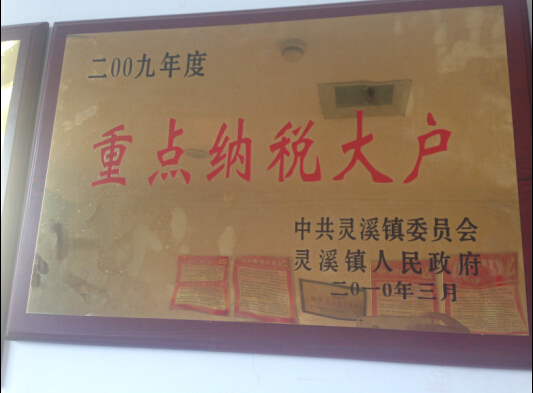 二00九年度
重点纳税大户
中共灵溪镇委员会
灵溪镇人民政府
二0一0年三月